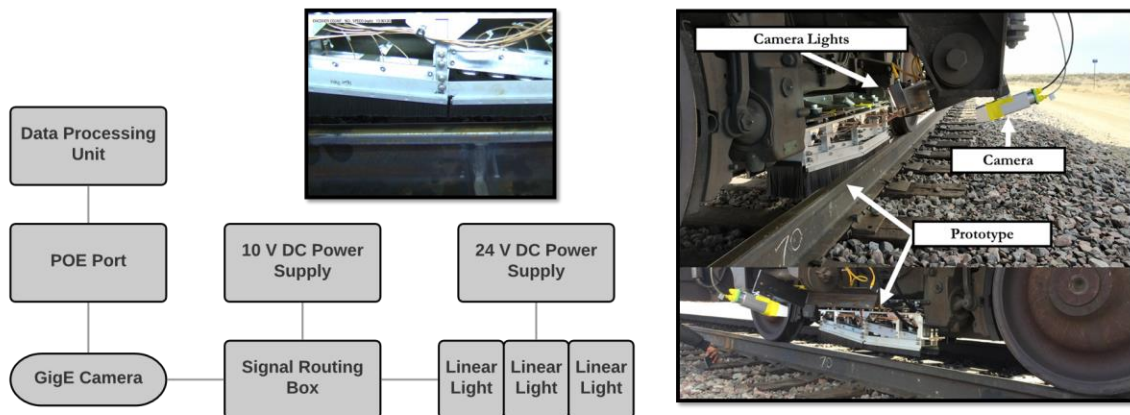 Data Processing
Unit
POE Port
10 V DC Power
Supply
24 V DC Power
Supply
GigE Camera
Signal Routing
Box
Linear
Light
Linear
Light
Linear
Light
Camera Lights
Camera
Prototype
70
70